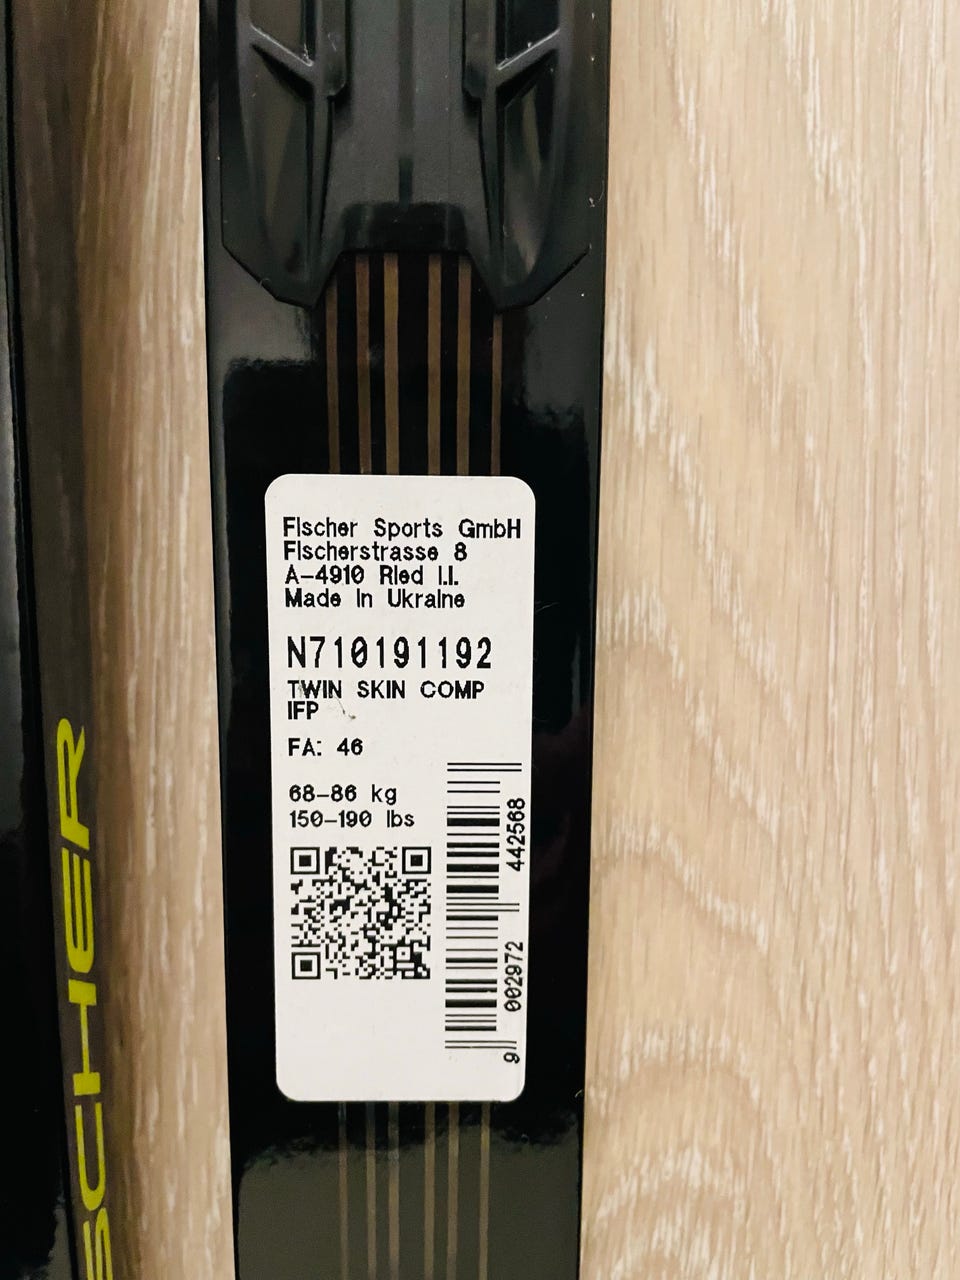 Fischer Sports GmbH
Fischerstrasse 8
A-4910 Ried I.I.
Made in Ukraine
N710191192
TWIN SKIN COMP
IFP
FA: 46
68-86 kg
150-190 lbs
9 002972 442568
SCHER